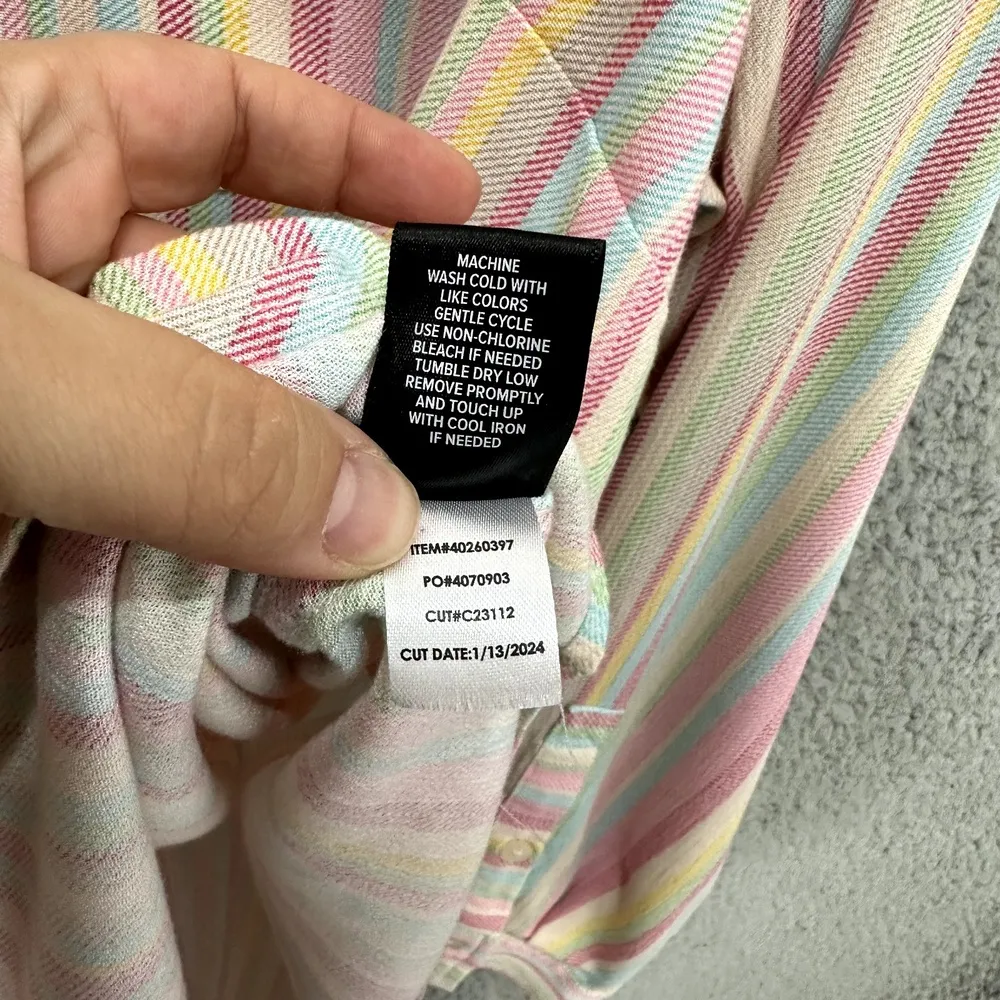 MACHINE
WASH COLD WITH
LIKE COLORS
GENTLE CYCLE
USE NON-CHLORINE
BLEACH IF NEEDED
TUMBLE DRY LOW
REMOVE PROMPTLY
AND TOUCH UP
WITH COOL IRON
IF NEEDED
ITEM#40260397
PO#4070903
CUT#C23112
CUT DATE:1/13/2024